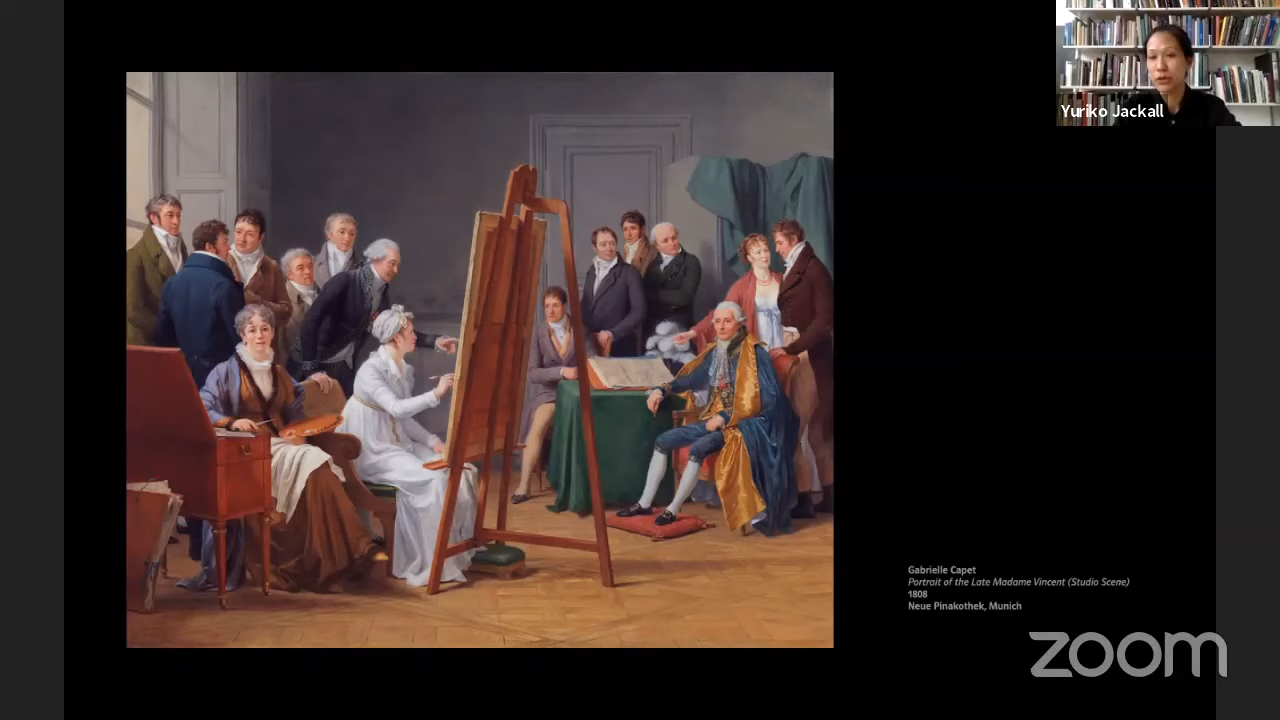 Yuriko Jackall
Gabrielle Capet
Portrait of the Late Madame Vincent (Studio Scene)
1808
Neue Pinakothek, Munich
zoom